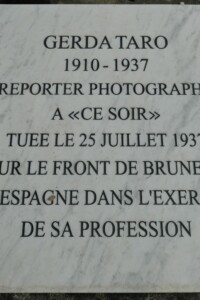 GERDA TARO
1910 - 1937
REPORTER PHOTOGRAPH
A «CE SOIR»
TUEE LE 25 JUILLET 1937
UR LE FRONT DE BRUNE
ESPAGNE DANS L'EXER
DE SA PROFESSION